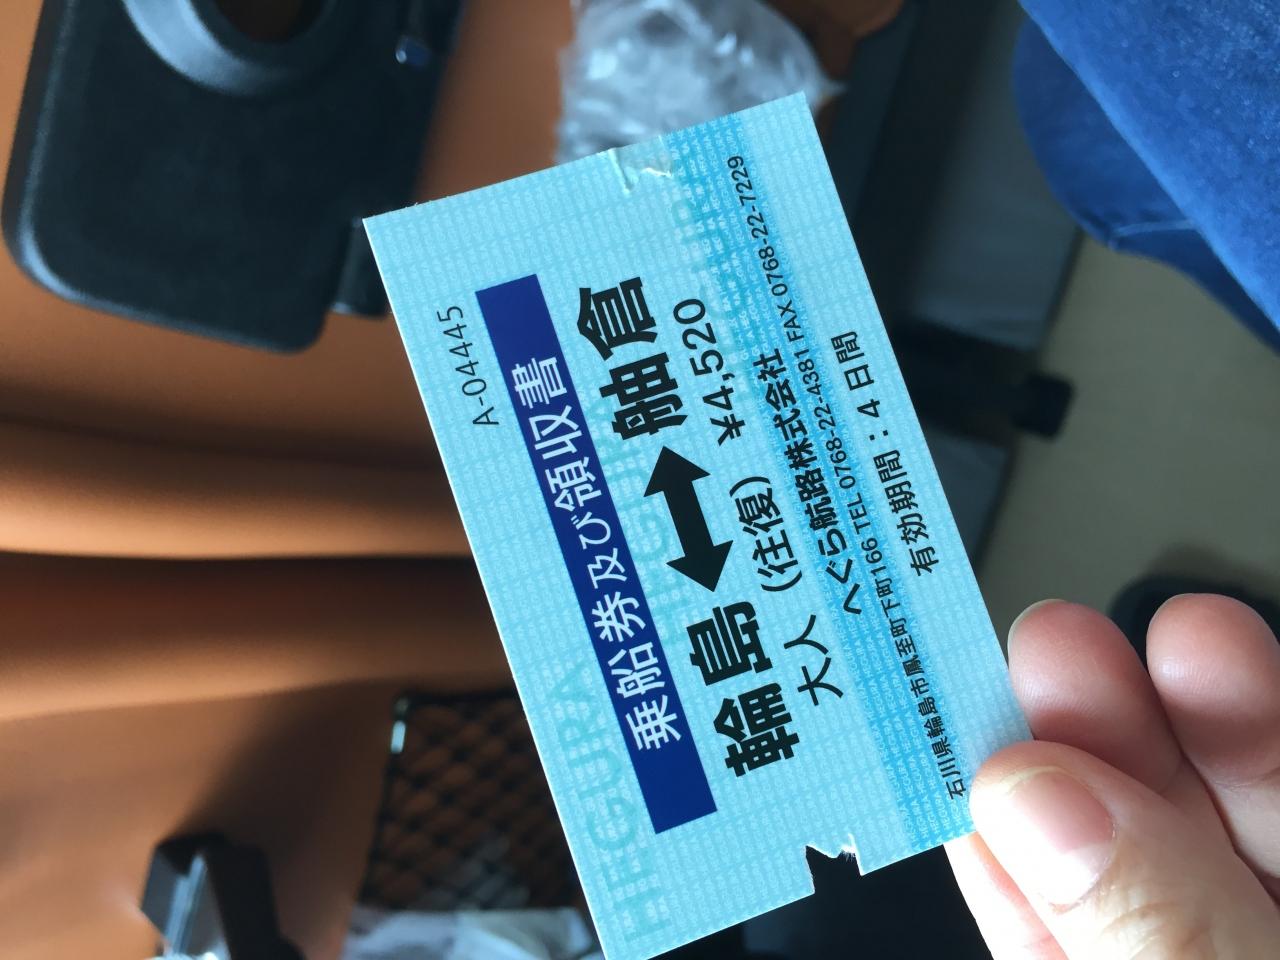 A-04445
乗船券及び領収書
輪島↔舳倉
大人 (往復) ¥4,520
へぐら航路株式会社
石川県輪島市鳳至町下町166 TEL 0768-22-4381 FAX 0768-22-7229
有効期間：4日間
HEGURA